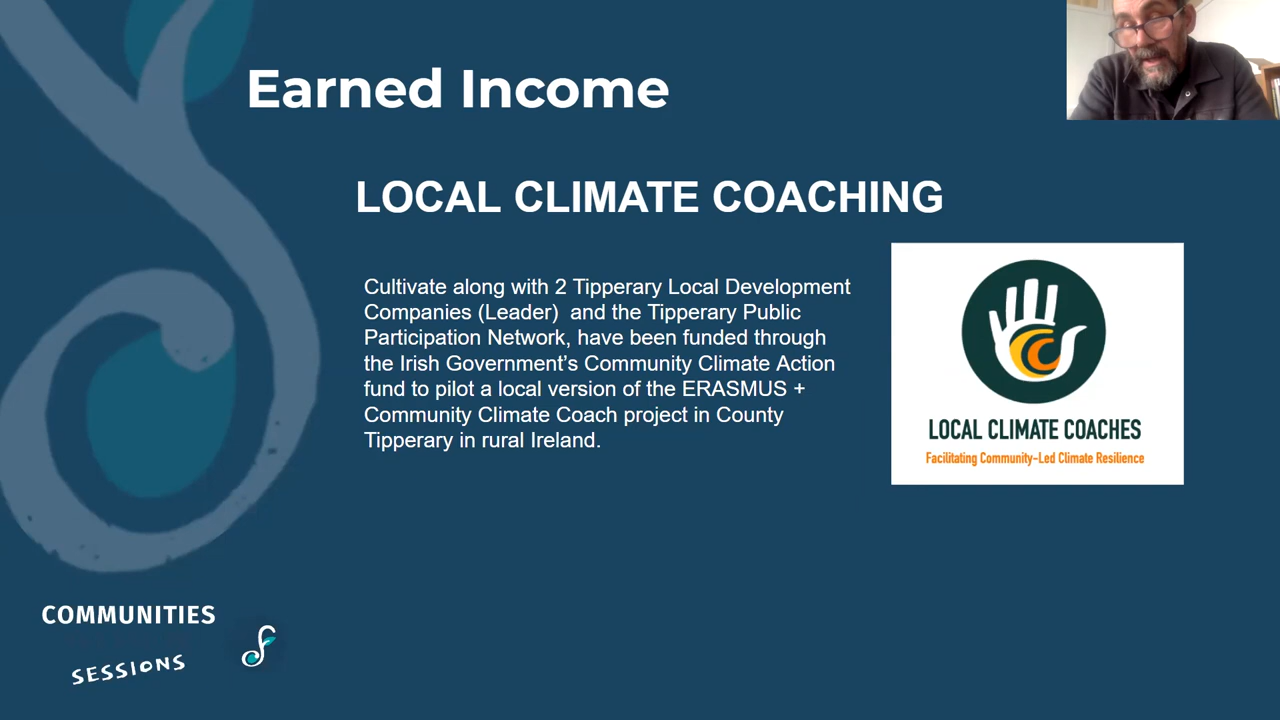 Earned Income
LOCAL CLIMATE COACHING
Cultivate along with 2 Tipperary Local Development
Companies (Leader)  and the Tipperary Public
Participation Network, have been funded through
the Irish Government’s Community Climate Action
fund to pilot a local version of the ERASMUS +
Community Climate Coach project in County
Tipperary in rural Ireland.
LOCAL CLIMATE COACHES
Facilitating Community-Led Climate Resilience
COMMUNITIES
SESSIONS